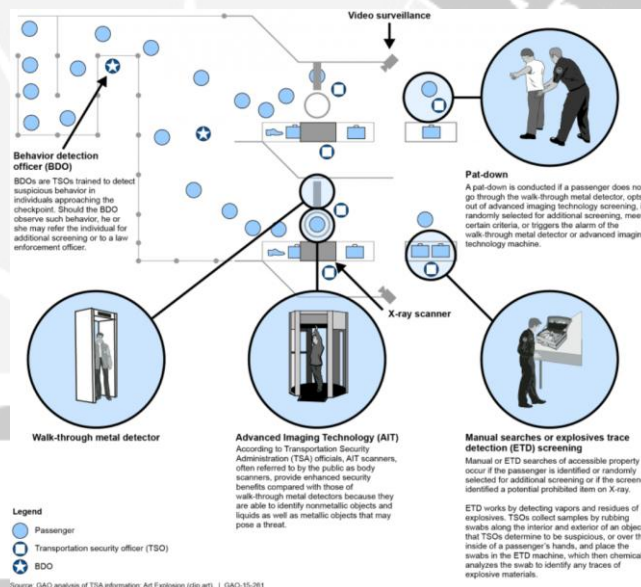 Video surveillance
Behavior detection
officer (BDO)
BDOs are TSOs trained to detect
suspicious behavior in
individuals approaching the
checkpoint. Should the BDO
observe such behavior, he or
she may refer the individual for
additional screening or to a law
enforcement officer.
Pat-down
A pat-down is conducted if a passenger does no
go through the walk-through metal detector, opts
out of advanced imaging technology screening, i
randomly selected for additional screening, mee
certain criteria, or triggers the alarm of the
walk-through metal detector or advanced imagin
technology machine.
X-ray scanner
Walk-through metal detector
Advanced Imaging Technology (AIT)
According to Transportation Security
Administration (TSA) officials, AIT scanners,
often referred to by the public as body
scanners, provide enhanced security
benefits compared with those of
walk-through metal detectors because they
are able to identify nonmetallic objects and
liquids as well as metallic objects that may
pose a threat.
Manual searches or explosives trace
detection (ETD) screening
Manual or ETD searches of accessible property
occur if the passenger is identified or randomly
selected for additional screening or if the screene
identified a potential prohibited item on X-ray.
ETD works by detecting vapors and residues of
explosives. TSOs collect samples by rubbing
swabs along the interior and exterior of an objec
that TSOs determine to be suspicious, or over th
inside of a passenger's hands, and place the
swabs in the ETD machine, which then chemica
analyzes the swab to identify any traces of
explosive materials.
Legend
Passenger
Transportation security officer (TSO)
BDO
Source: GAO analysis of TSA information; Art Explosion (clip art). | GAO-15-261